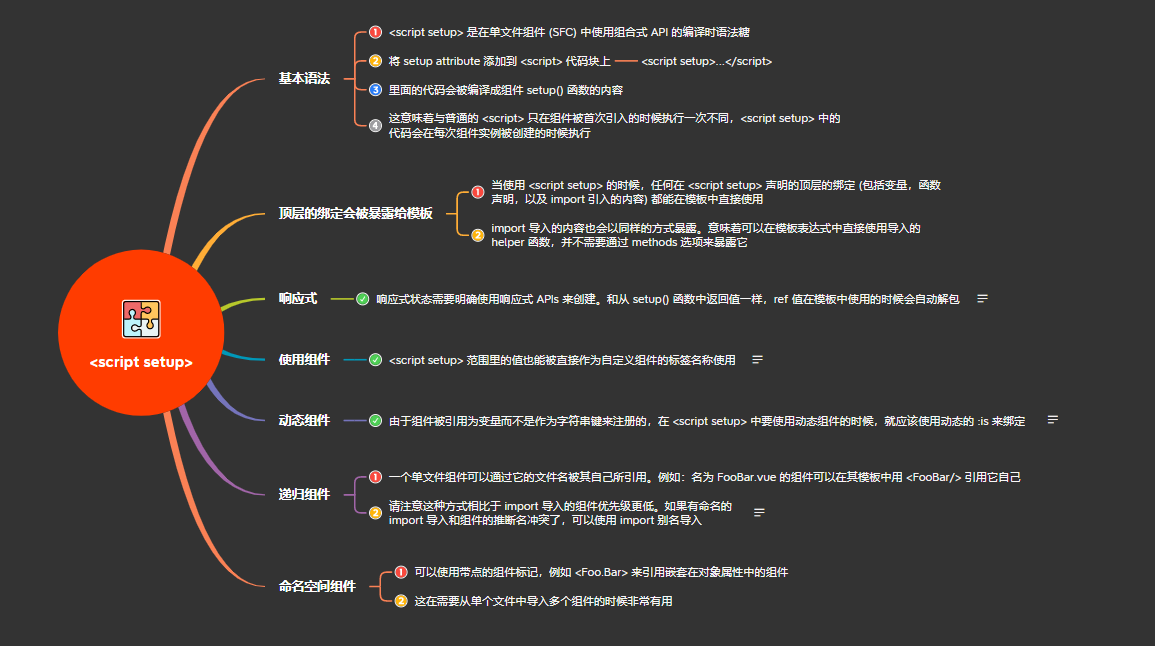 <script setup>
基本语法
1 <script setup> 是在单文件组件 (SFC) 中使用组合式 API 的编译时语法糖
2 将 setup attribute 添加到 <script> 代码块上
<script setup>...</script>
3 里面的代码会被编译成组件 setup() 函数的内容
4 这意味着与普通的 <script> 只在组件被首次引入的时候执行一次不同，<script setup> 中的
代码会在每次组件实例被创建的时候执行
顶层的绑定会被暴露给模板
1 当使用 <script setup> 的时候，任何在 <script setup> 声明的顶层的绑定 (包括变量，函数
声明，以及 import 引入的内容) 都能在模板中直接使用
2 import 导入的内容也会以同样的方式暴露。意味着可以在模板表达式中直接使用导入的
helper 函数，并不需要通过 methods 选项来暴露它
响应式
响应式状态需要明确使用响应式 APIs 来创建。和从 setup() 函数中返回值一样，ref 值在模板中使用的时候会自动解包
使用组件
<script setup> 范围里的值也能被直接作为自定义组件的标签名称使用
动态组件
由于组件被引用为变量而不是作为字符串键来注册的，在 <script setup> 中要使用动态组件的时候，就应该使用动态的 :is 来绑定
递归组件
1 一个单文件组件可以通过它的文件名被其自己所引用。例如：名为 FooBar.vue 的组件可以在其模板中用 <FooBar/> 引用它自己
2 请注意这种方式相比于 import 导入的组件优先级更低。如果有命名的
import 导入和组件的推断名冲突了，可以使用 import 别名导入
命名空间组件
1 可以使用带点的组件标记，例如 <Foo.Bar> 来引用嵌套在对象属性中的组件
2 这在需要从单个文件中导入多个组件的时候非常有用